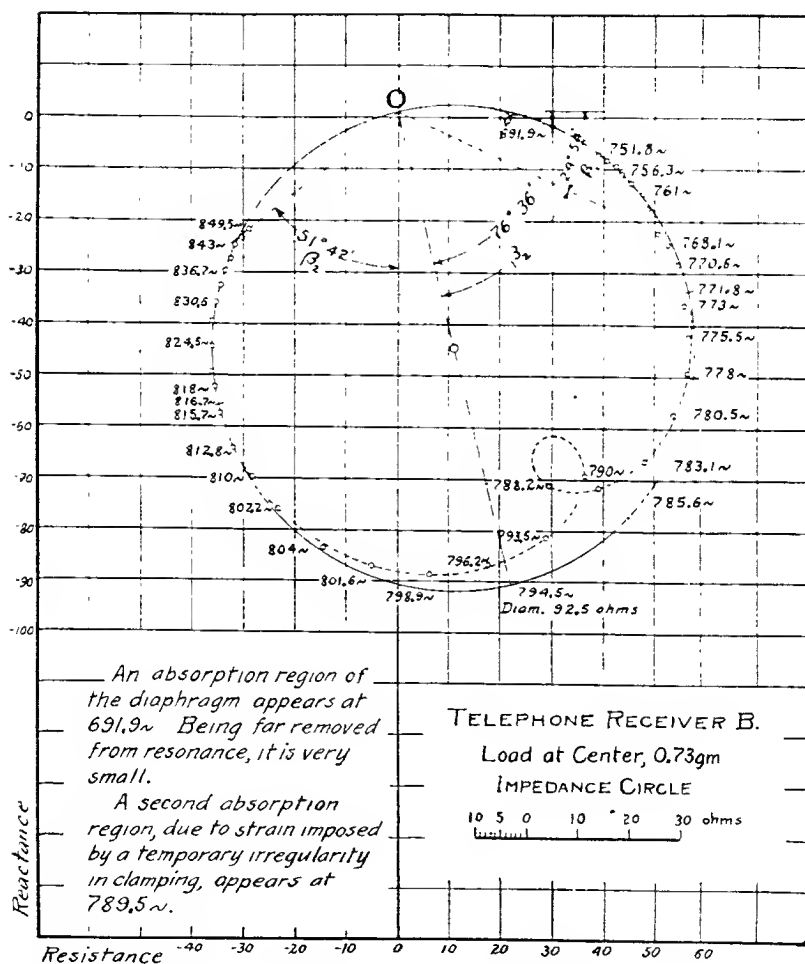 O
0
-10
-20
-30
-40
-50
-60
-70
-80
-90
-100
691.9~
751.8~
756.3~
761~
768.1~
770.6~
771.8~
773~
775.5~
778~
780.5~
783.1~
785.6~
790~
788.2~
793.5~
796.2~
794.5~
Diam. 92.5 ohms
798.9~
801.6~
804~
802.2~
810~
812.8~
815.7~
816.7~
818~
824.5~
830.6~
836.7~
843~
849.5~
51° 42'
β₂
76° 36'
An absorption region of
the diaphragm appears at
691.9~ Being far removed
from resonance, it is very
small.
A second absorption
region, due to strain imposed
by a temporary irregularity
in clamping, appears at
789.5~.
TELEPHONE RECEIVER B.
Load at Center, 0.73gm
IMPEDANCE CIRCLE
10 5 0 10 20 30 ohms
Reactance
Resistance -40 -30 -20 -10 0 10 20 30 40 50 60